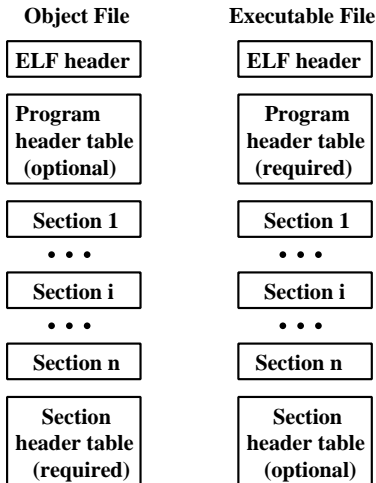 Object File
ELF header
Program
header table
(optional)
Section 1
• • •
Section i
• • •
Section n
Section
header table
(required)
Executable File
ELF header
Program
header table
(required)
Section 1
• • •
Section i
• • •
Section n
Section
header table
(optional)